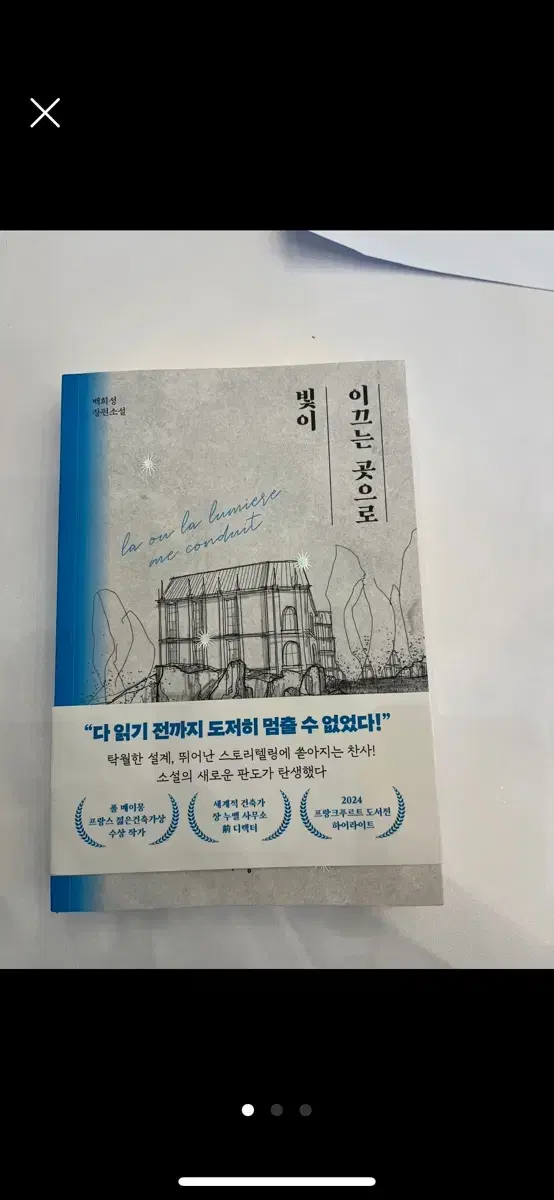 백희성
장편소설
빛이
이끄는 곳으로
la ou la lumiere
me conduit
“다 읽기 전까지 도저히 멈출 수 없었다!”
탁월한 설계, 뛰어난 스토리텔링에 쏟아지는 찬사!
소설의 새로운 판도가 탄생했다
폴 메이몽
프랑스 젊은건축가상
수상 작가
세계적 건축가
장 누벨 사무소
前 디렉터
2024
프랑크푸르트 도서전
하이라이트